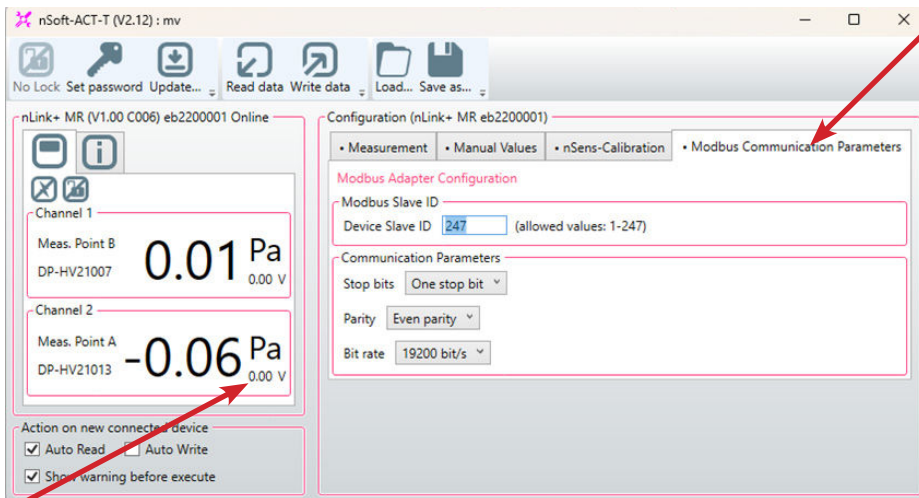 nSoft-ACT-T (V2.12) : mv
No Lock Set password Update... Read data Write data Load... Save as...
nLink+ MR (V1.00 C006) eb2200001 Online
Channel 1
Meas. Point B
DP-HV21007
0.01 Pa
0.00 V
Channel 2
Meas. Point A
DP-HV21013
-0.06 Pa
0.00 V
Action on new connected device
Auto Read Auto Write
Show warning before execute
Configuration (nLink+ MR eb2200001)
• Measurement • Manual Values • nSens-Calibration • Modbus Communication Parameters
Modbus Adapter Configuration
Modbus Slave ID
Device Slave ID 247 (allowed values: 1-247)
Communication Parameters
Stop bits One stop bit
Parity Even parity
Bit rate 19200 bit/s